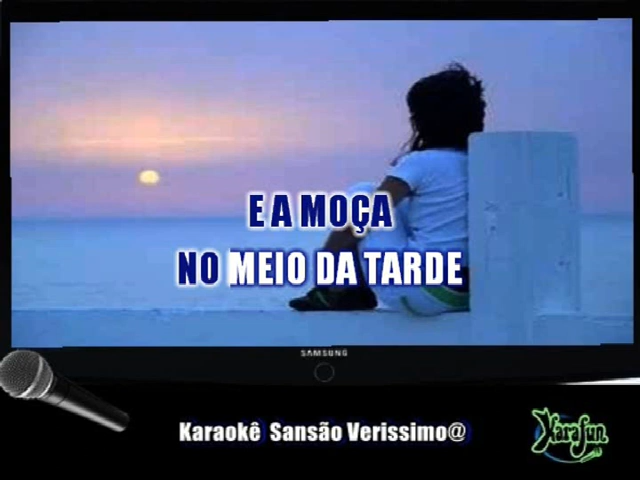 E A MOÇA
NO MEIO DA TARDE
SAMSUNG
Karaokê Sansão Verissimo@
KaraFun